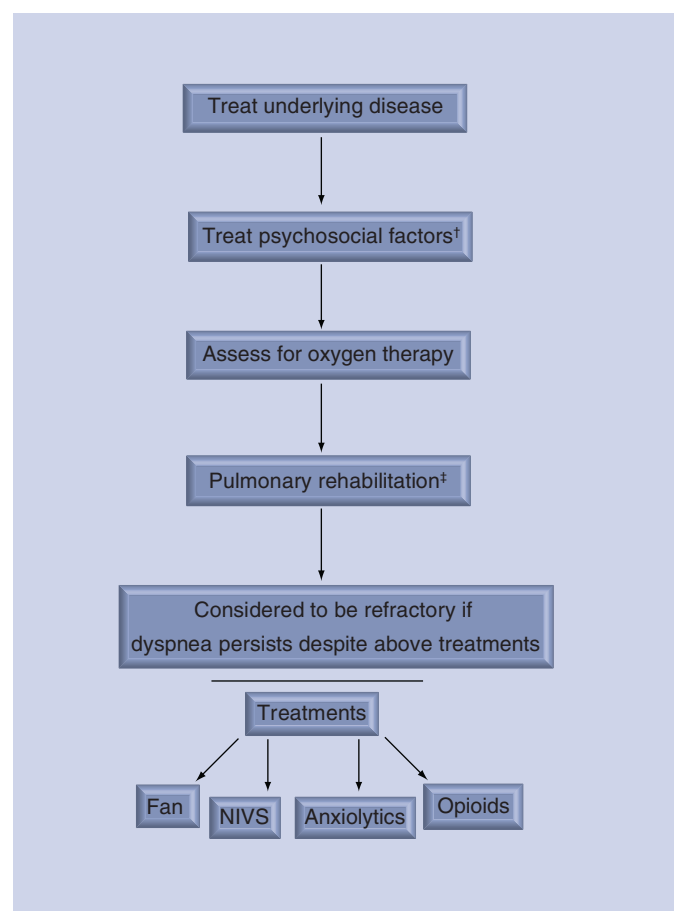 Treat underlying disease
Treat psychosocial factors†
Assess for oxygen therapy
Pulmonary rehabilitation‡
Considered to be refractory if
dyspnea persists despite above treatments
Treatments
Fan
NIVS
Anxiolytics
Opioids